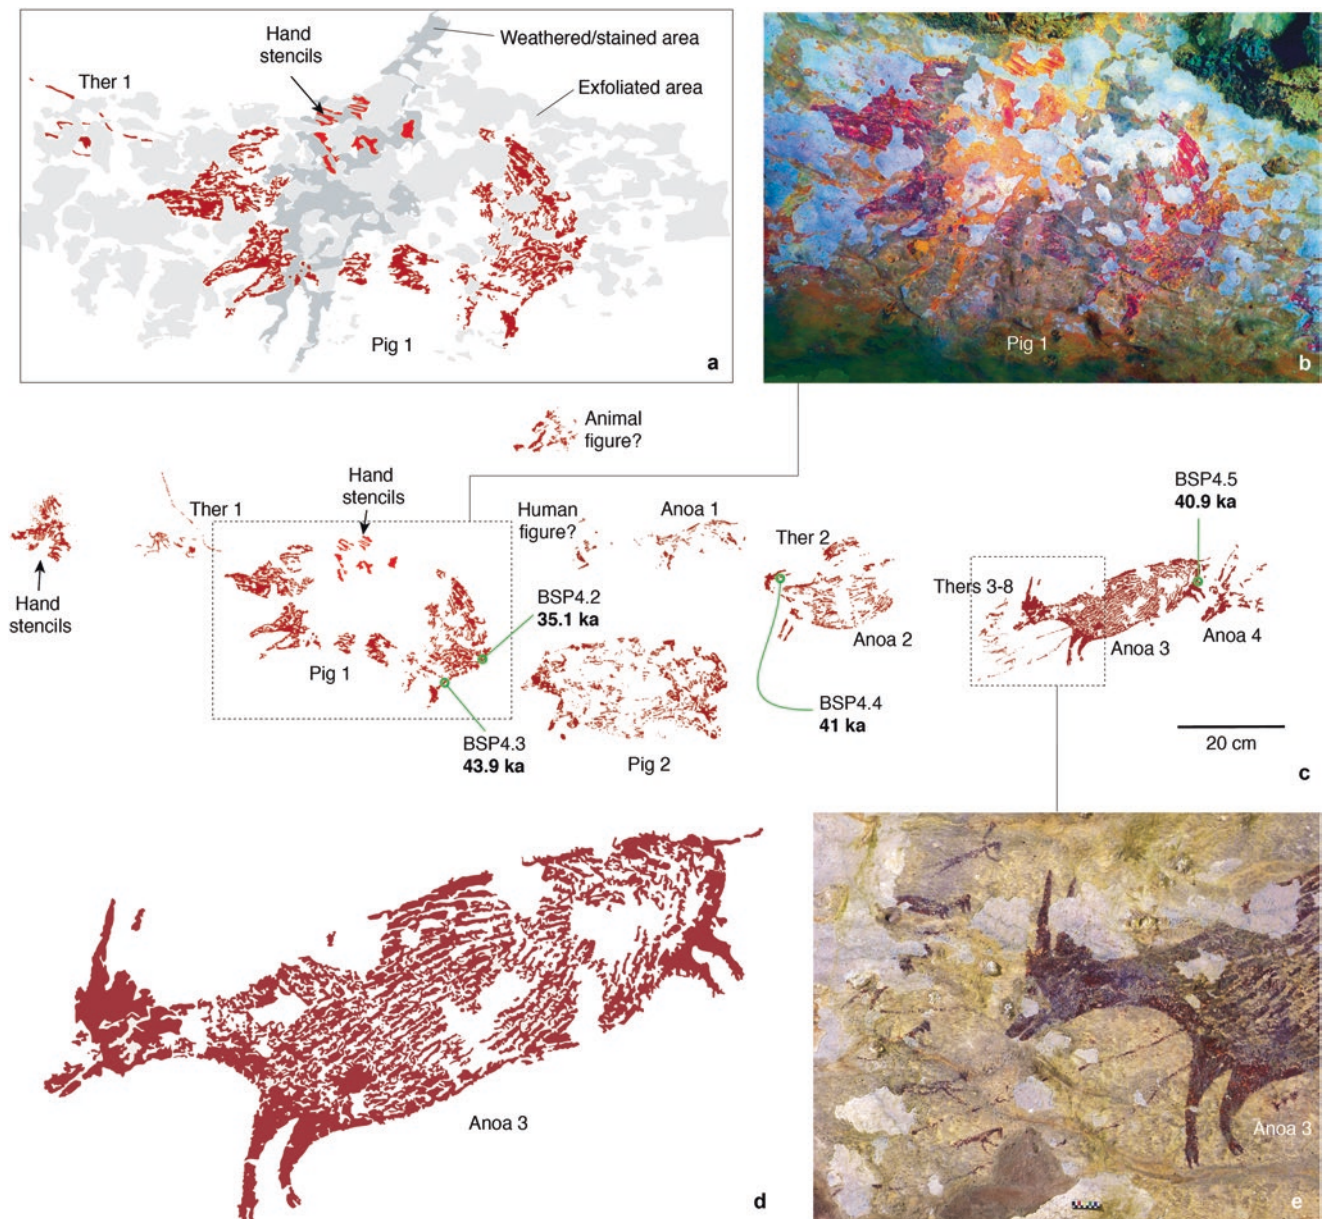 Weathered/stained area
Hand
stencils
Ther 1
Exfoliated area
Pig 1
a
Pig 1
b
Animal
figure?
Hand
stencils
Ther 1
Human
figure?
Anoa 1
BSP4.5
40.9 ka
Ther 2
Thers 3-8
Hand
stencils
BSP4.2
35.1 ka
Anoa 2
Anoa 3
Anoa 4
Pig 1
BSP4.4
41 ka
BSP4.3
43.9 ka
Pig 2
20 cm
c
Anoa 3
d
Anoa 3
e